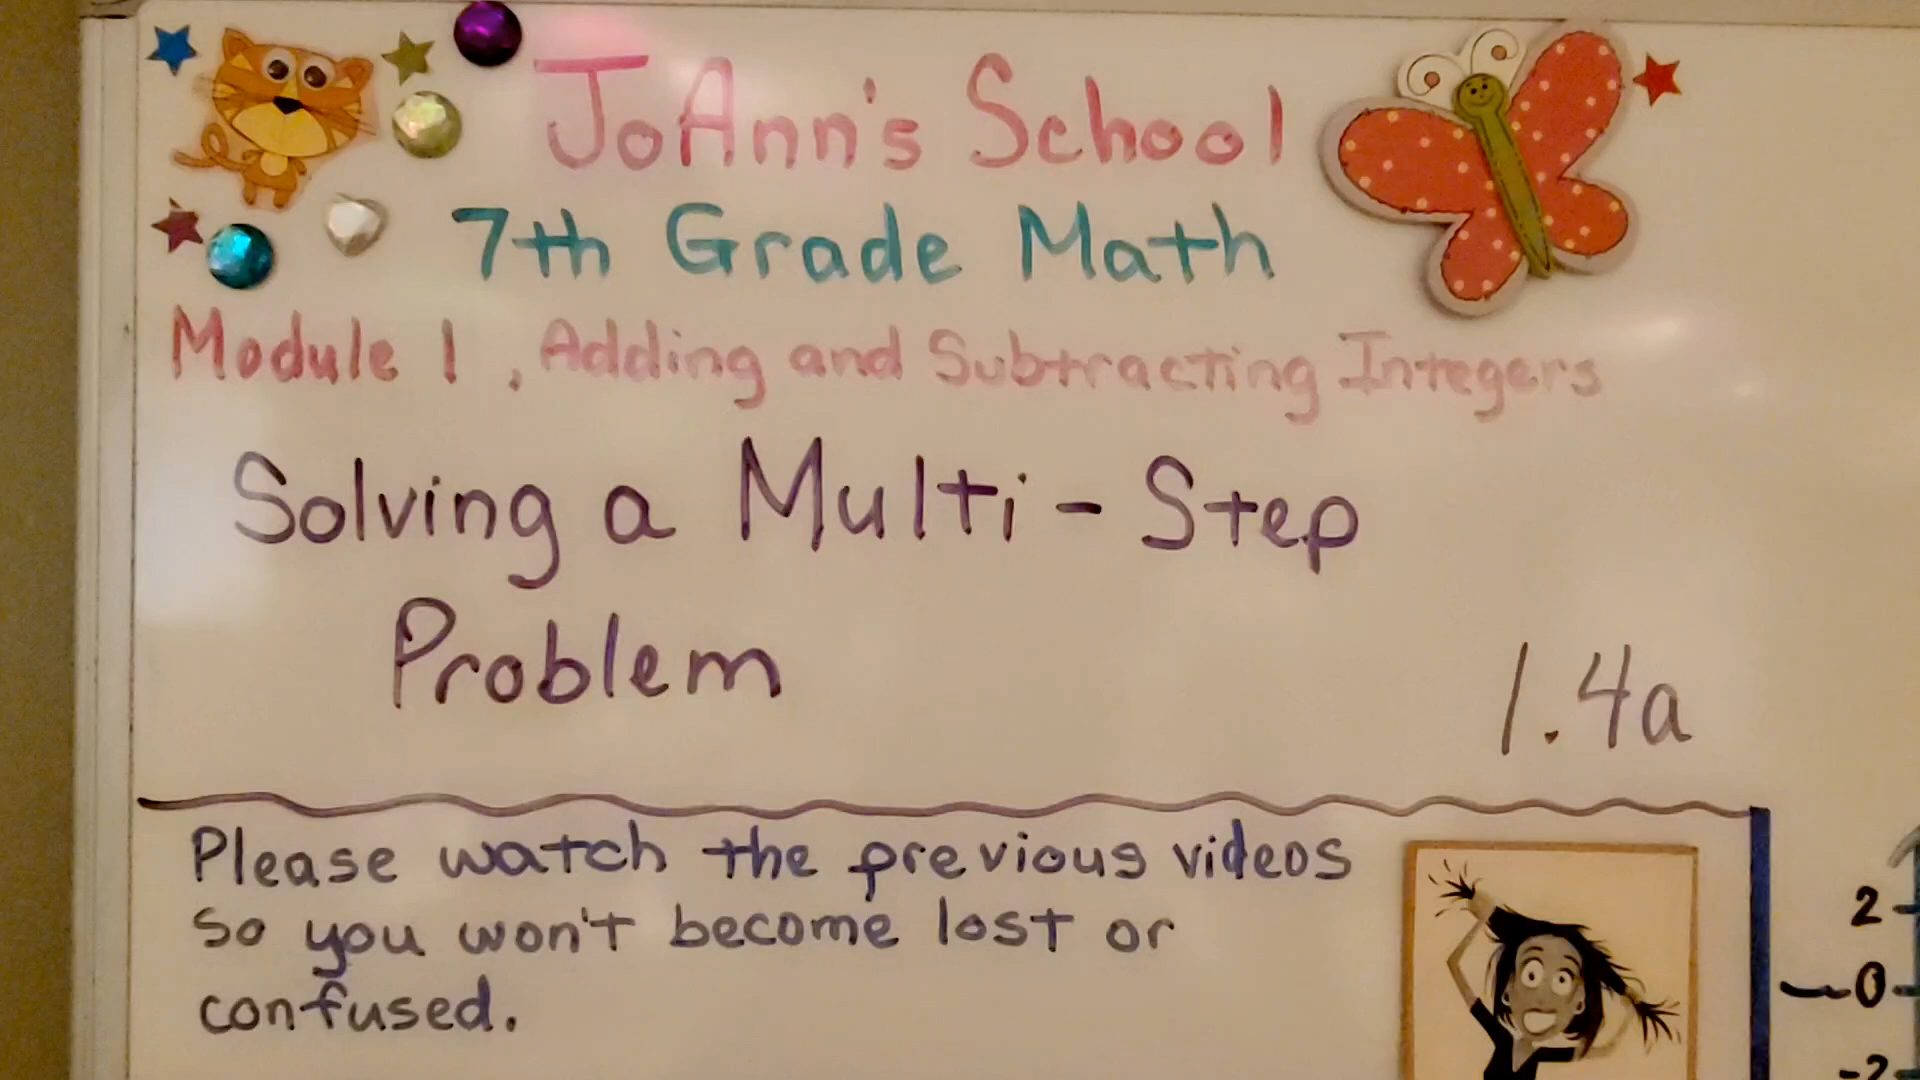 JoAnn's School
7th Grade Math
Module 1, Adding and Subtracting Integers
Solving a Multi-Step
Problem
1.4a
Please watch the previous videos
so you won't become lost or
confused.
2
0
-2